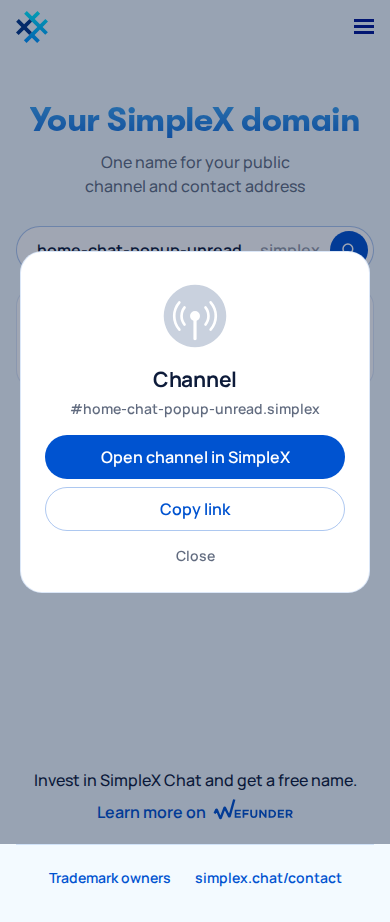 Your SimpleX domain
One name for your public
channel and contact address
home-chat-popup-unread .simplex
Channel
#home-chat-popup-unread.simplex
Open channel in SimpleX
Copy link
Close
Invest in SimpleX Chat and get a free name.
Learn more on WEFUNDER
Trademark owners simplex.chat/contact